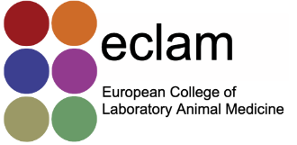 eclam
European College of
Laboratory Animal Medicine